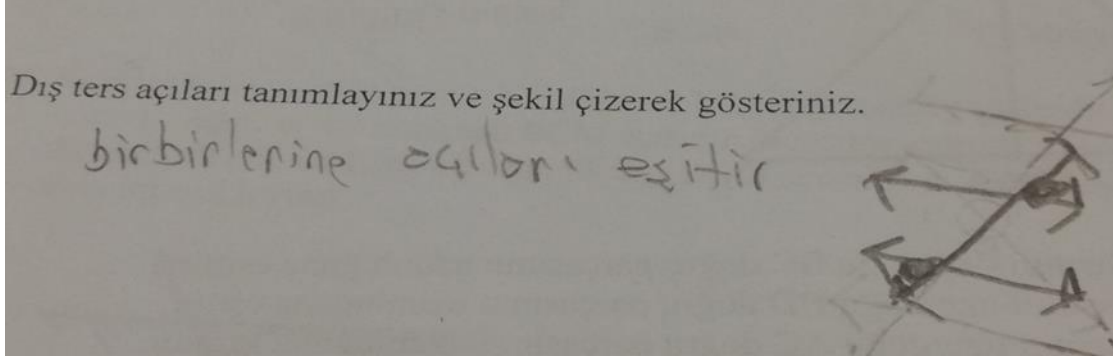 Dış ters açıları tanımlayınız ve şekil çizerek gösteriniz.
birbirlerine açıları eşitir